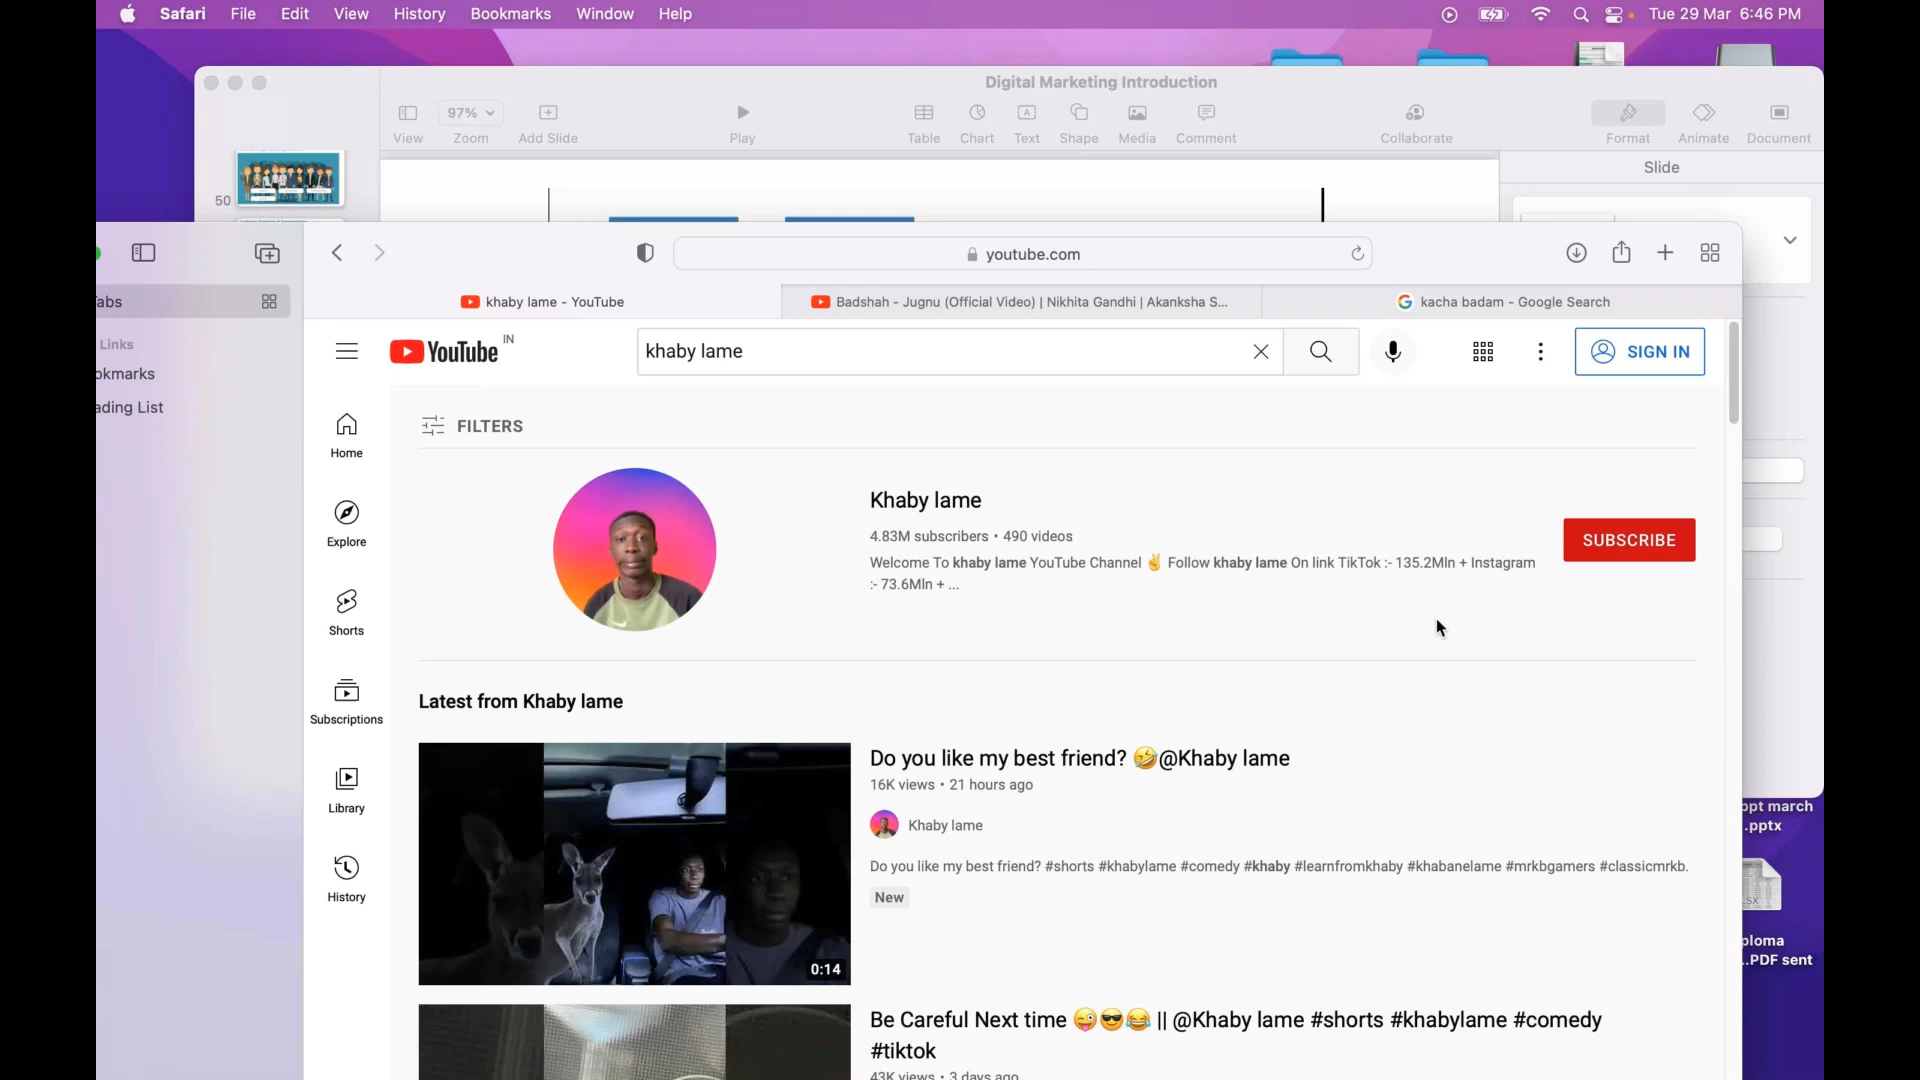 Safari File Edit View History Bookmarks Window Help
Tue 29 Mar 6:46 PM
Digital Marketing Introduction
97%
View Zoom Add Slide Play Table Chart Text Shape Media Comment Collaborate Format Animate Document
Slide
50
youtube.com
abs
khaby lame - YouTube
Badshah - Jugnu (Official Video) | Nikhita Gandhi | Akanksha S...
kacha badam - Google Search
Links
okmarks
ading List
YouTube IN
khaby lame
SIGN IN
FILTERS
Home
Explore
Shorts
Subscriptions
Library
History
Khaby lame
4.83M subscribers • 490 videos
Welcome To khaby lame YouTube Channel ✌ Follow khaby lame On link TikTok :- 135.2Mln + Instagram
:- 73.6Mln + ...
SUBSCRIBE
Latest from Khaby lame
Do you like my best friend? 🤣@Khaby lame
16K views • 21 hours ago
Khaby lame
Do you like my best friend? #shorts #khabylame #comedy #khaby #learnfromkhaby #khabanelame #mrkbgamers #classicmrkb.
New
0:14
Be Careful Next time 😜😎😂 || @Khaby lame #shorts #khabylame #comedy
#tiktok
43K views • 3 days ago
ppt march
.pptx
ploma
..PDF sent